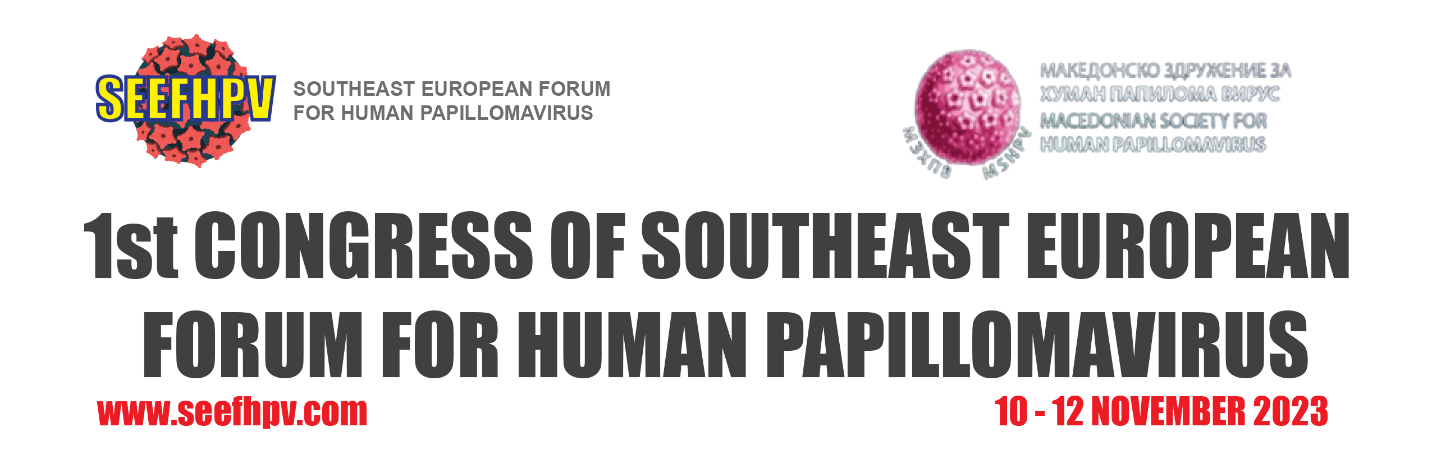 SEEFHPV
SOUTHEAST EUROPEAN FORUM
FOR HUMAN PAPILLOMAVIRUS
МЗХПВ MSHPV
МАКЕДОНСКО ЗДРУЖЕНИЕ ЗА
ХУМАН ПАПИЛОМА ВИРУС
MACEDONIAN SOCIETY FOR
HUMAN PAPILLOMAVIRUS
1st CONGRESS OF SOUTHEAST EUROPEAN
FORUM FOR HUMAN PAPILLOMAVIRUS
www.seefhpv.com
10 - 12 NOVEMBER 2023